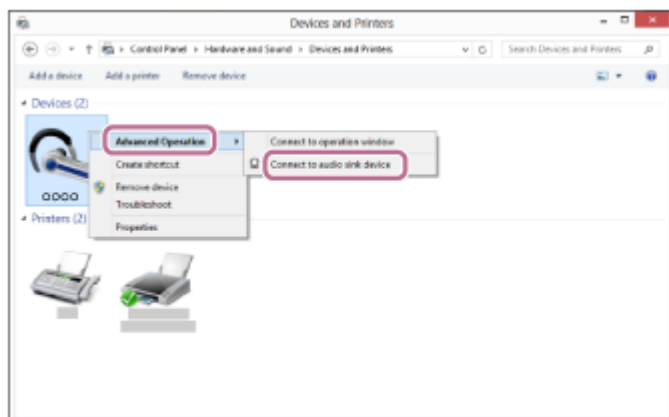 Devices and Printers
Control Panel › Hardware and Sound › Devices and Printers
Search Devices and Printers
Add a device Add a printer Remove device
Devices (2)
Advanced Operation
Connect to operation window
Create shortcut
Connect to audio sink device
Remove device
Troubleshoot
Properties
OOOO
Printers (2)